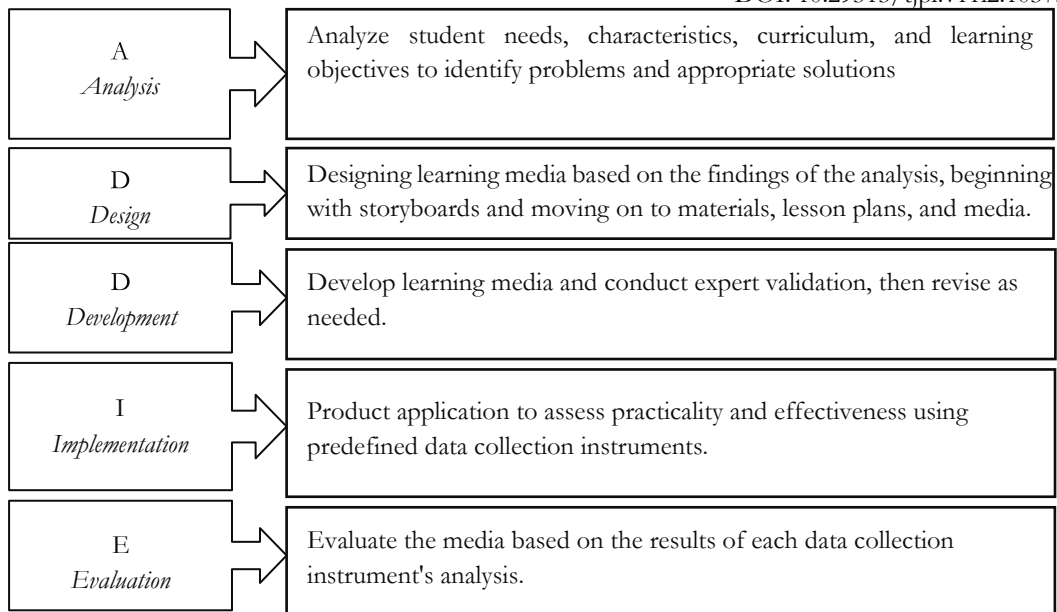 A
Analysis
Analyze student needs, characteristics, curriculum, and learning
objectives to identify problems and appropriate solutions
D
Design
Designing learning media based on the findings of the analysis, beginning
with storyboards and moving on to materials, lesson plans, and media.
D
Development
Develop learning media and conduct expert validation, then revise as
needed.
I
Implementation
Product application to assess practicality and effectiveness using
predefined data collection instruments.
E
Evaluation
Evaluate the media based on the results of each data collection
instrument's analysis.